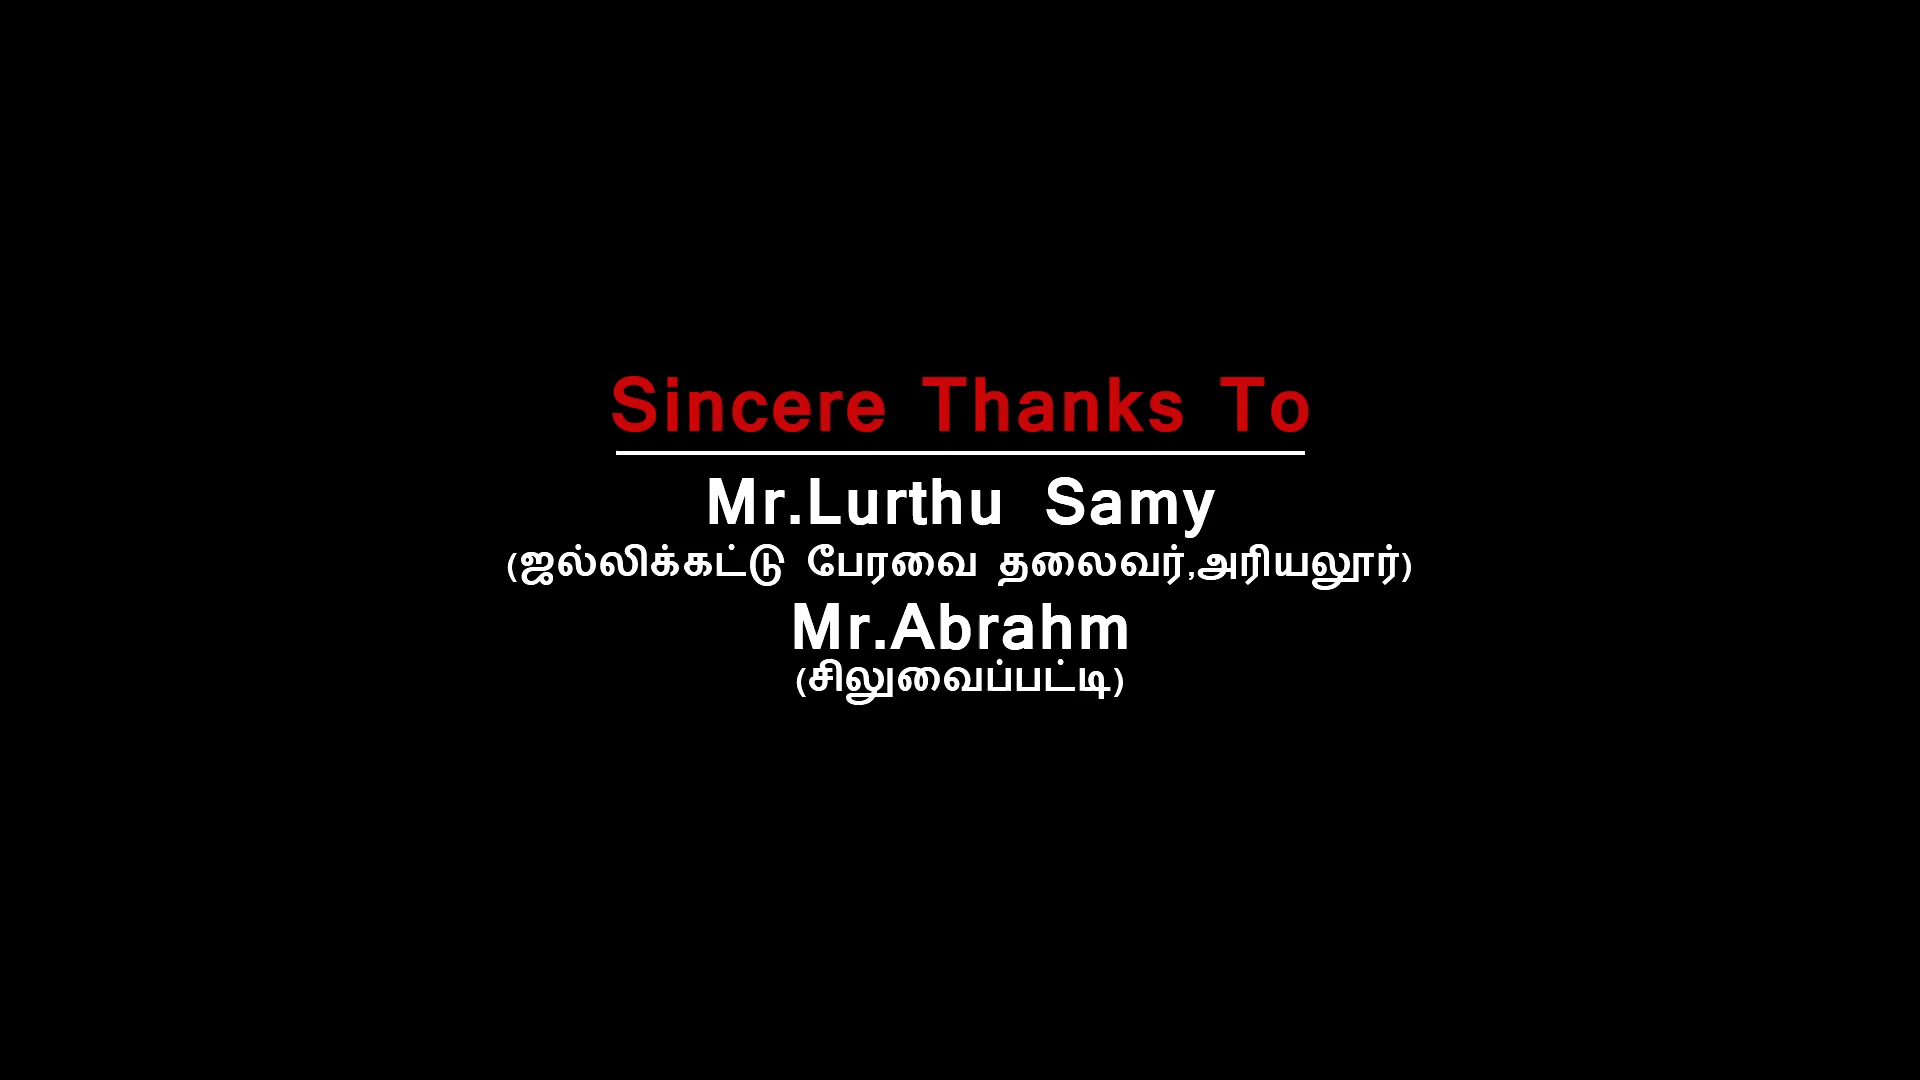 Sincere Thanks To
Mr.Lurthu Samy
(ஜல்லிக்கட்டு பேரவை தலைவர்,அரியலூர்)
Mr.Abrahm
(சிலுவைப்பட்டி)